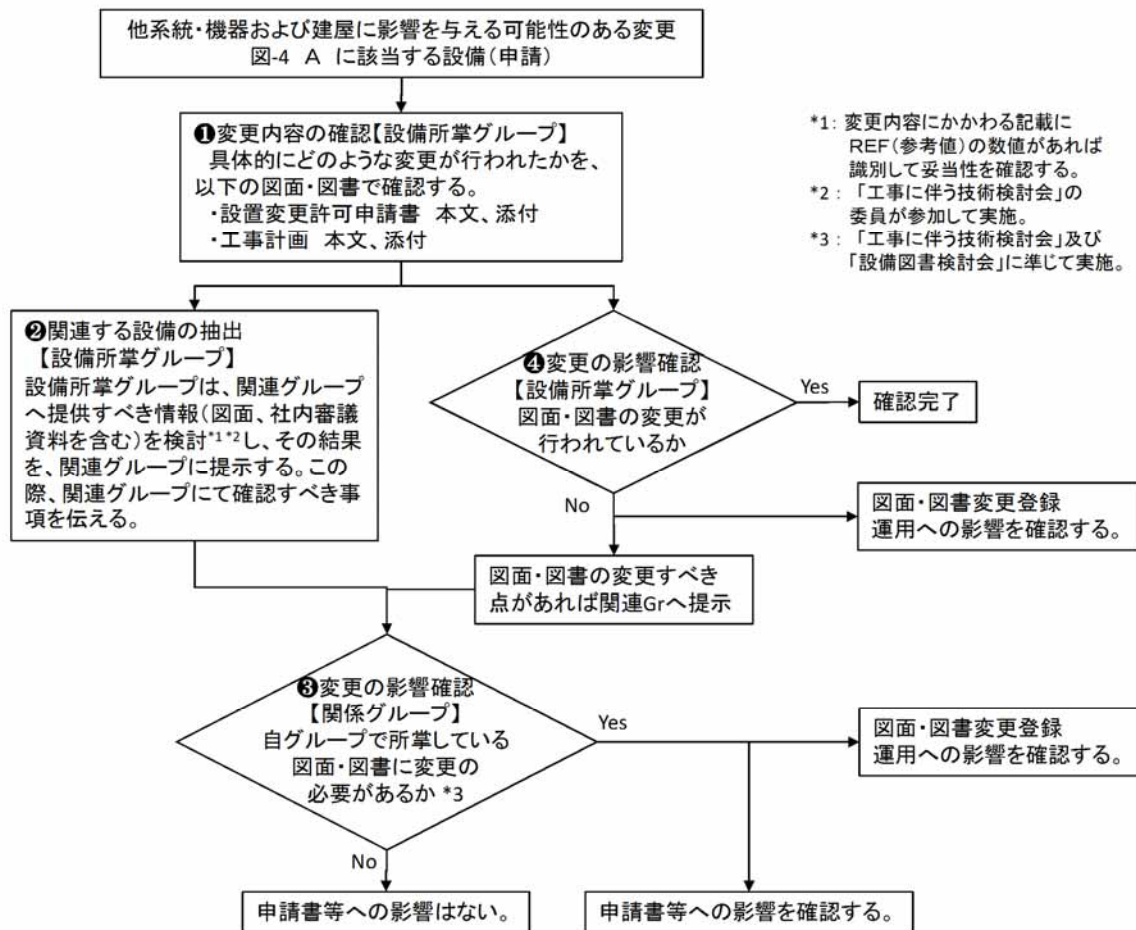 他系統・機器および建屋に影響を与える可能性のある変更
図-4 A に該当する設備(申請)
❶変更内容の確認【設備所掌グループ】
具体的にどのような変更が行われたかを、
以下の図面・図書で確認する。
・設置変更許可申請書 本文、添付
・工事計画 本文、添付
*1: 変更内容にかかわる記載に
REF(参考値)の数値があれば
識別して妥当性を確認する。
*2: 「工事に伴う技術検討会」の
委員が参加して実施。
*3: 「工事に伴う技術検討会」及び
「設備図書検討会」に準じて実施。
❷関連する設備の抽出
【設備所掌グループ】
設備所掌グループは、関連グループ
へ提供すべき情報(図面、社内審議
資料を含む)を検討*1 *2し、その結果
を、関連グループに提示する。この
際、関連グループにて確認すべき事
項を伝える。
❹変更の影響確認
【設備所掌グループ】
図面・図書の変更が
行われているか
Yes
確認完了
No
図面・図書変更登録
運用への影響を確認する。
図面・図書の変更すべき
点があれば関連Grへ提示
❸変更の影響確認
【関係グループ】
自グループで所掌している
図面・図書に変更の
必要があるか *3
Yes
図面・図書変更登録
運用への影響を確認する。
No
申請書等への影響はない。
申請書等への影響を確認する。